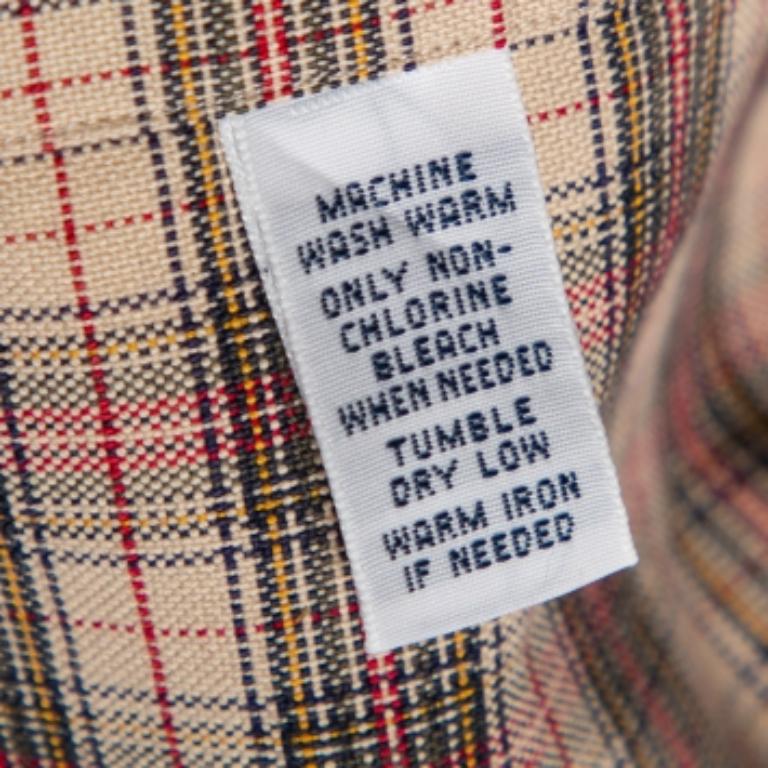 MACHINE
WASH WARM
ONLY NON-
CHLORINE
BLEACH
WHEN NEEDED
TUMBLE
DRY LOW
WARM IRON
IF NEEDED